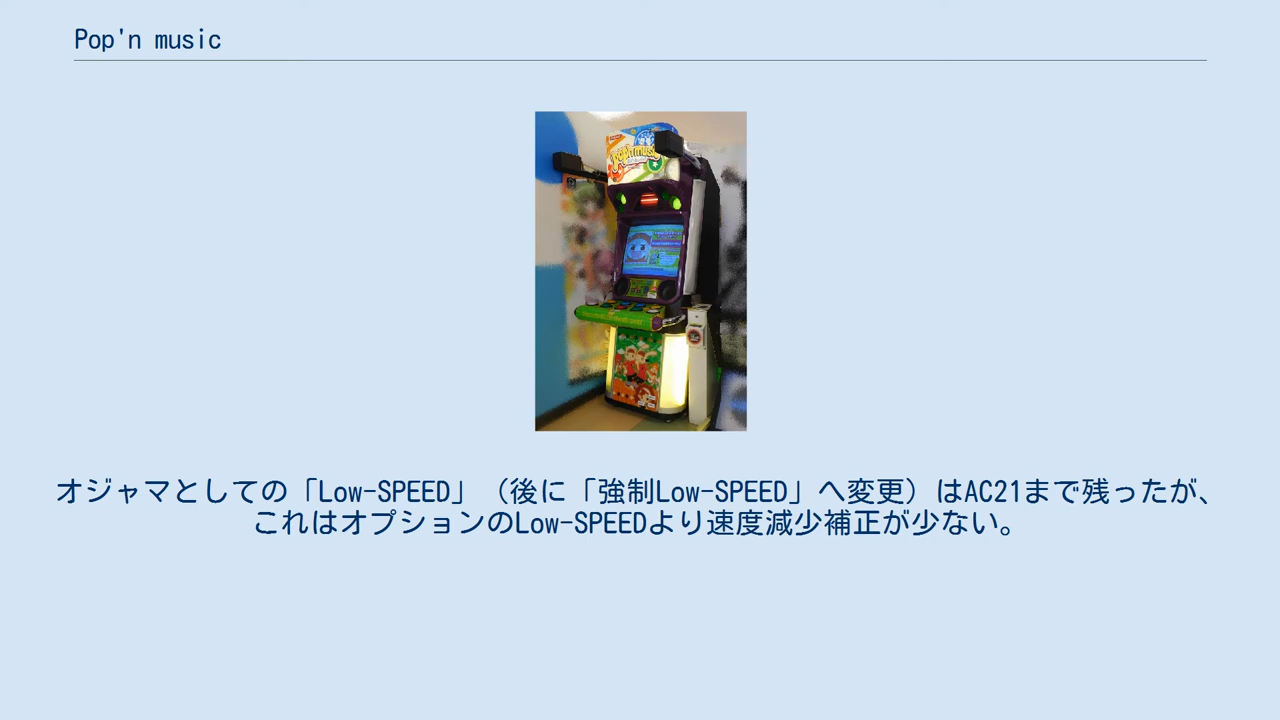 Pop'n music
pop'n music
オジャマとしての「Low-SPEED」（後に「強制Low-SPEED」へ変更）はAC21まで残ったが、
これはオプションのLow-SPEEDより速度減少補正が少ない。